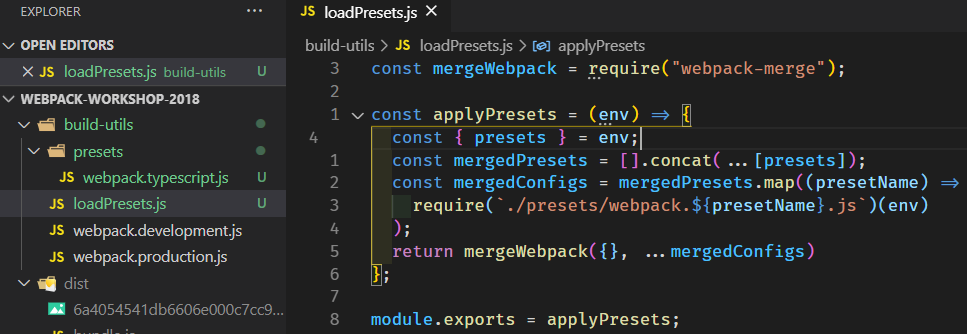 EXPLORER ...
OPEN EDITORS
JS loadPresets.js build-utils U
WEBPACK-WORKSHOP-2018
build-utils
presets
JS webpack.typescript.js U
JS loadPresets.js U
JS webpack.development.js
JS webpack.production.js
dist
6a4054541db6606e000c7cc9...
JS loadPresets.js
build-utils > JS loadPresets.js > applyPresets
3 const mergeWebpack = require("webpack-merge");
2
1 const applyPresets = (env) => {
4 const { presets } = env;
1 const mergedPresets = [].concat(...[presets]);
2 const mergedConfigs = mergedPresets.map((presetName) =>
3 require(`./presets/webpack.${presetName}.js`)(env)
4 );
5 return mergeWebpack({}, ...mergedConfigs)
6 };
7
8 module.exports = applyPresets;